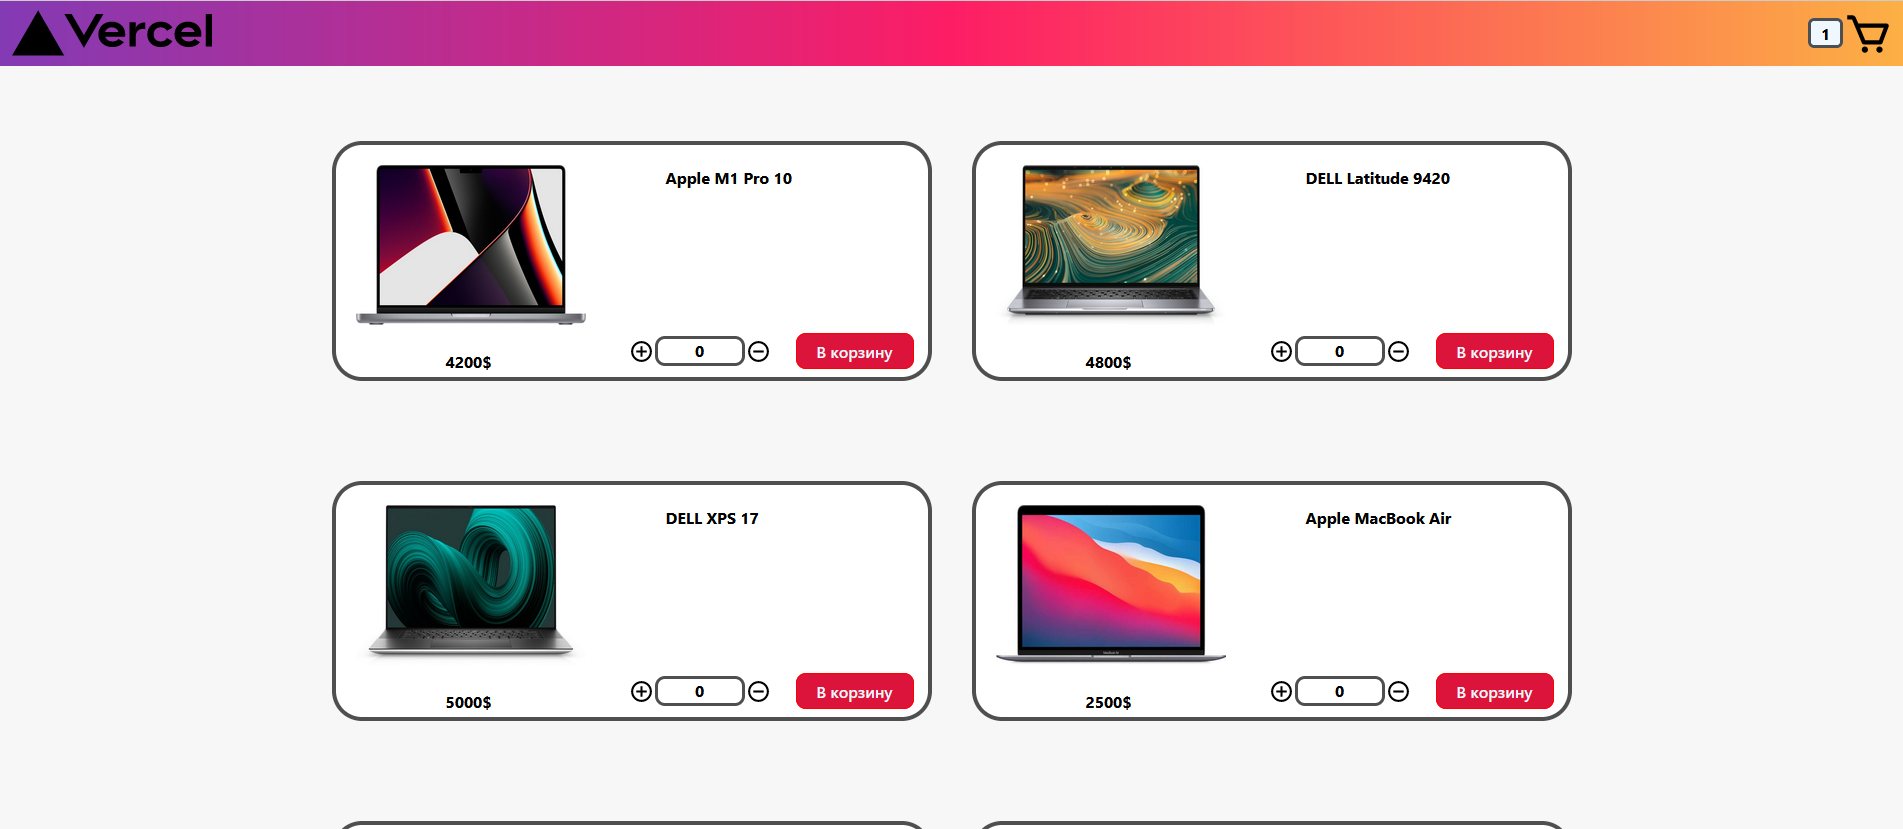 Vercel
1
Apple M1 Pro 10
4200$
0
В корзину
DELL Latitude 9420
4800$
0
В корзину
DELL XPS 17
5000$
0
В корзину
Apple MacBook Air
2500$
0
В корзину